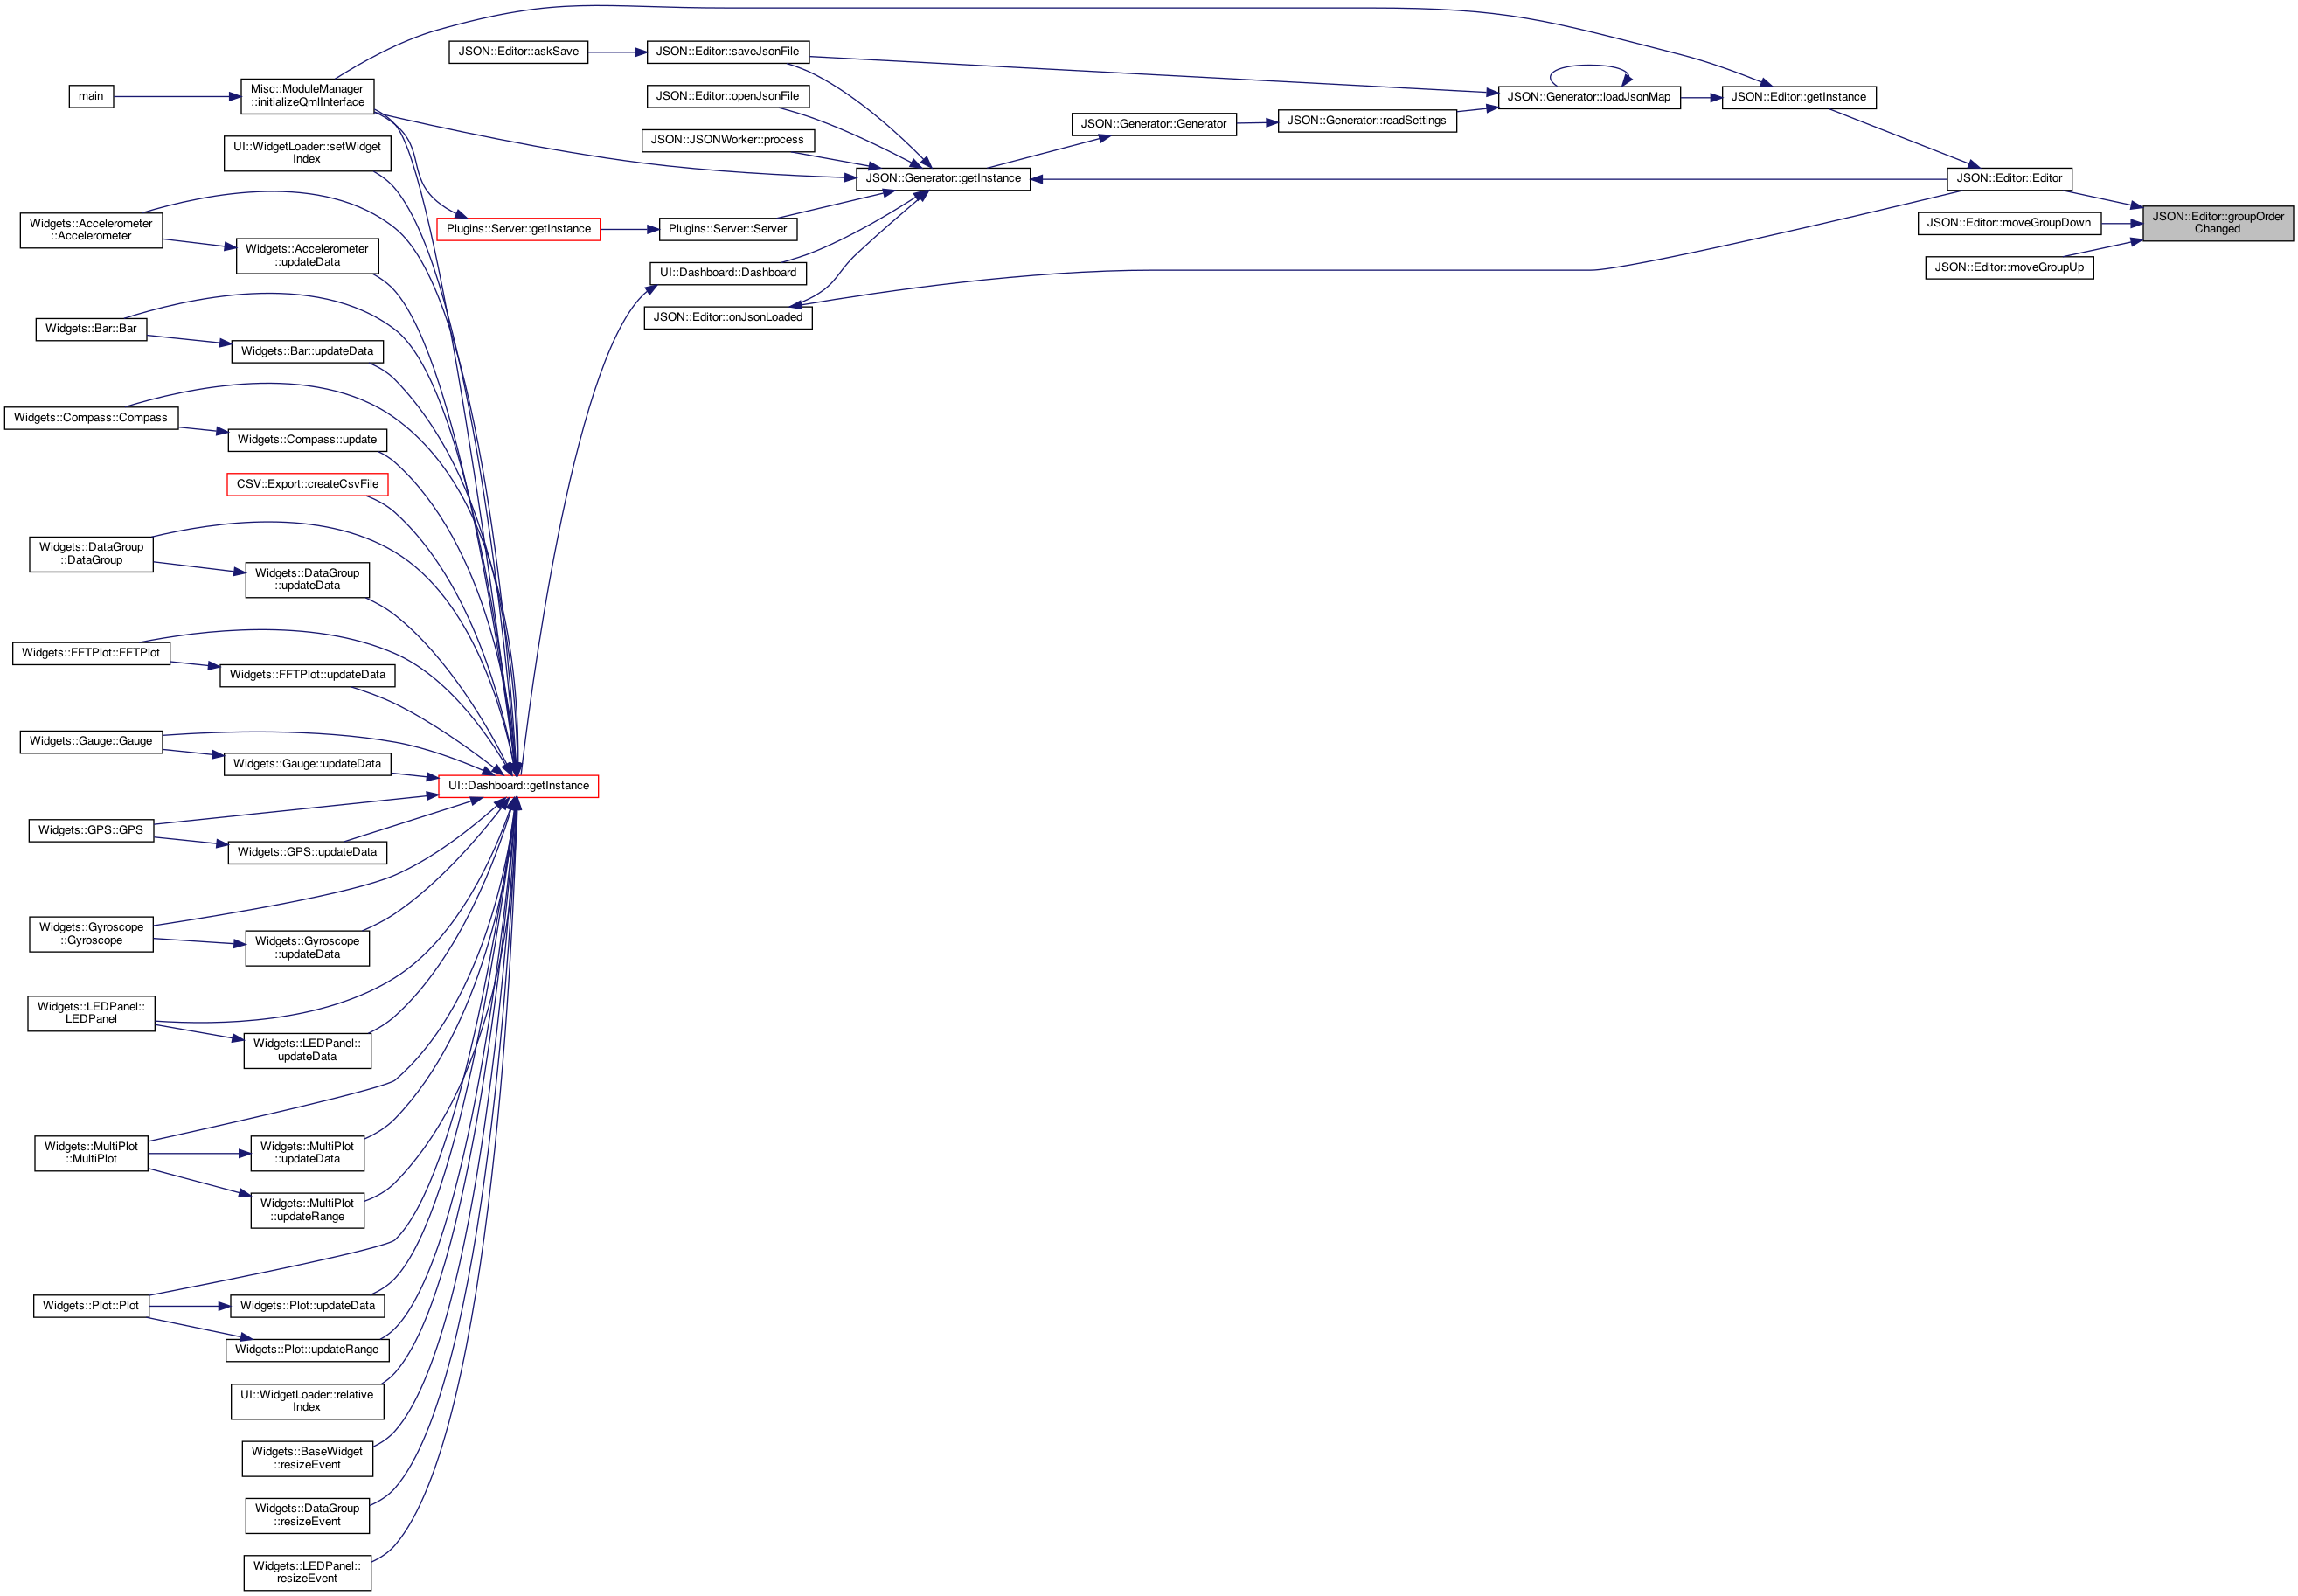 JSON::Editor::askSave
JSON::Editor::saveJsonFile
main
Misc::ModuleManager
::initializeQmlInterface
JSON::Editor::openJsonFile
JSON::Generator::loadJsonMap
JSON::Editor::getInstance
JSON::Generator::Generator
JSON::Generator::readSettings
UI::WidgetLoader::setWidget
Index
JSON::JSONWorker::process
JSON::Generator::getInstance
JSON::Editor::Editor
JSON::Editor::groupOrder
Changed
Widgets::Accelerometer
::Accelerometer
Plugins::Server::getInstance
Plugins::Server::Server
JSON::Editor::moveGroupDown
Widgets::Accelerometer
::updateData
UI::Dashboard::Dashboard
JSON::Editor::moveGroupUp
JSON::Editor::onJsonLoaded
Widgets::Bar::Bar
Widgets::Bar::updateData
Widgets::Compass::Compass
Widgets::Compass::update
CSV::Export::createCsvFile
Widgets::DataGroup
::DataGroup
Widgets::DataGroup
::updateData
Widgets::FFTPlot::FFTPlot
Widgets::FFTPlot::updateData
Widgets::Gauge::Gauge
Widgets::Gauge::updateData
UI::Dashboard::getInstance
Widgets::GPS::GPS
Widgets::GPS::updateData
Widgets::Gyroscope
::Gyroscope
Widgets::Gyroscope
::updateData
Widgets::LEDPanel::
LEDPanel
Widgets::LEDPanel::
updateData
Widgets::MultiPlot
::MultiPlot
Widgets::MultiPlot
::updateData
Widgets::MultiPlot
::updateRange
Widgets::Plot::Plot
Widgets::Plot::updateData
Widgets::Plot::updateRange
UI::WidgetLoader::relative
Index
Widgets::BaseWidget
::resizeEvent
Widgets::DataGroup
::resizeEvent
Widgets::LEDPanel::
resizeEvent